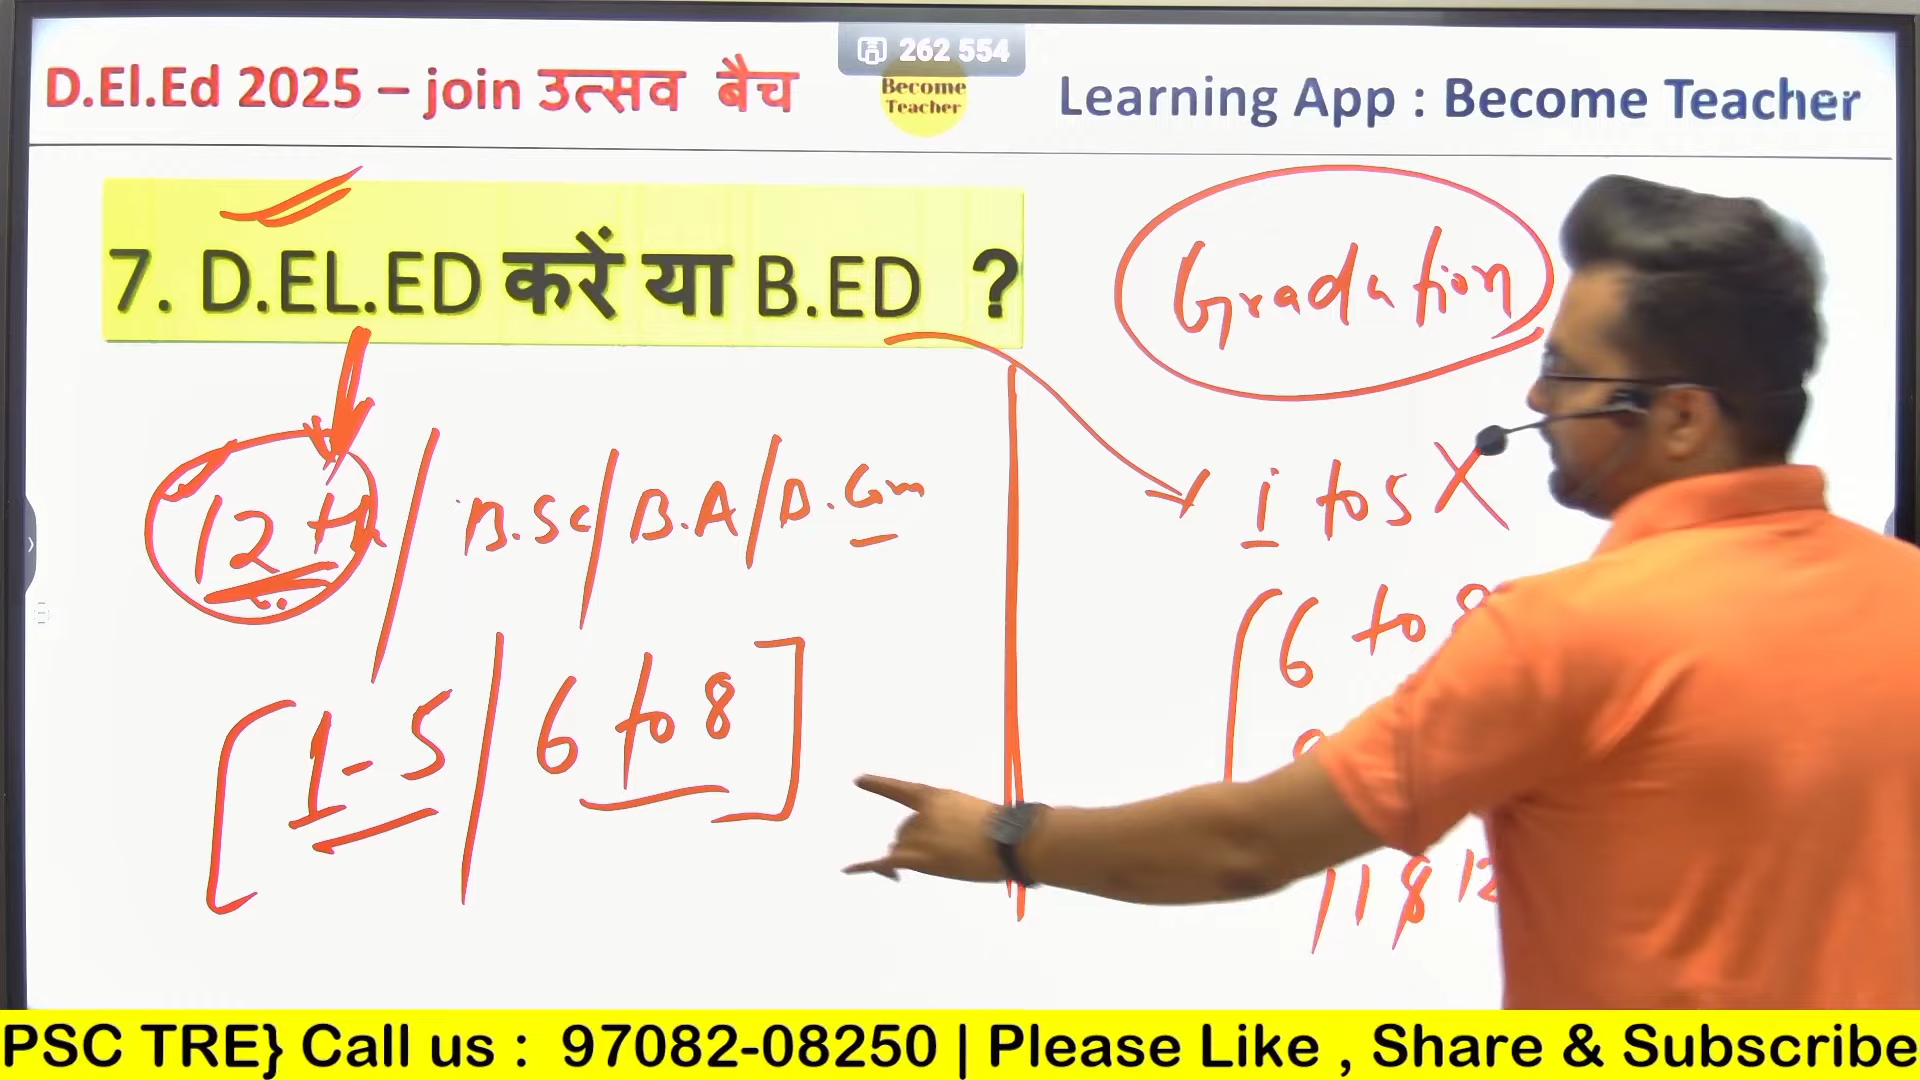 262 554
D.El.Ed 2025 – join उत्सव बैच
Become
Teacher
Learning App : Become Teacher
7. D.EL.ED करें या B.ED ?
Gradation
12th / B.Sc / B.A / B.Com
1 to 5 X
[1-5 / 6 to 8]
6 to 8
11 & 12
PSC TRE} Call us : 97082-08250 | Please Like , Share & Subscribe